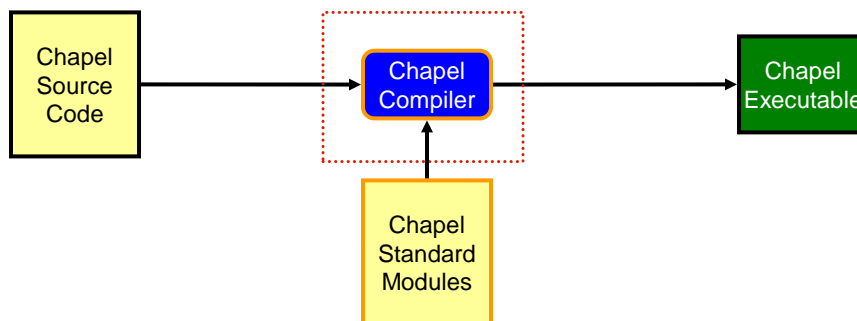 Chapel
Source
Code
Chapel
Compiler
Chapel
Executable
Chapel
Standard
Modules